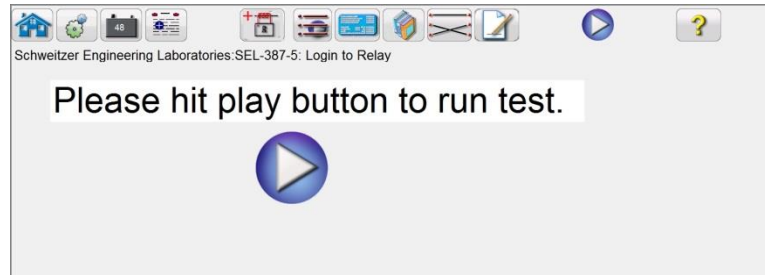 48
Schweitzer Engineering Laboratories:SEL-387-5: Login to Relay
Please hit play button to run test.